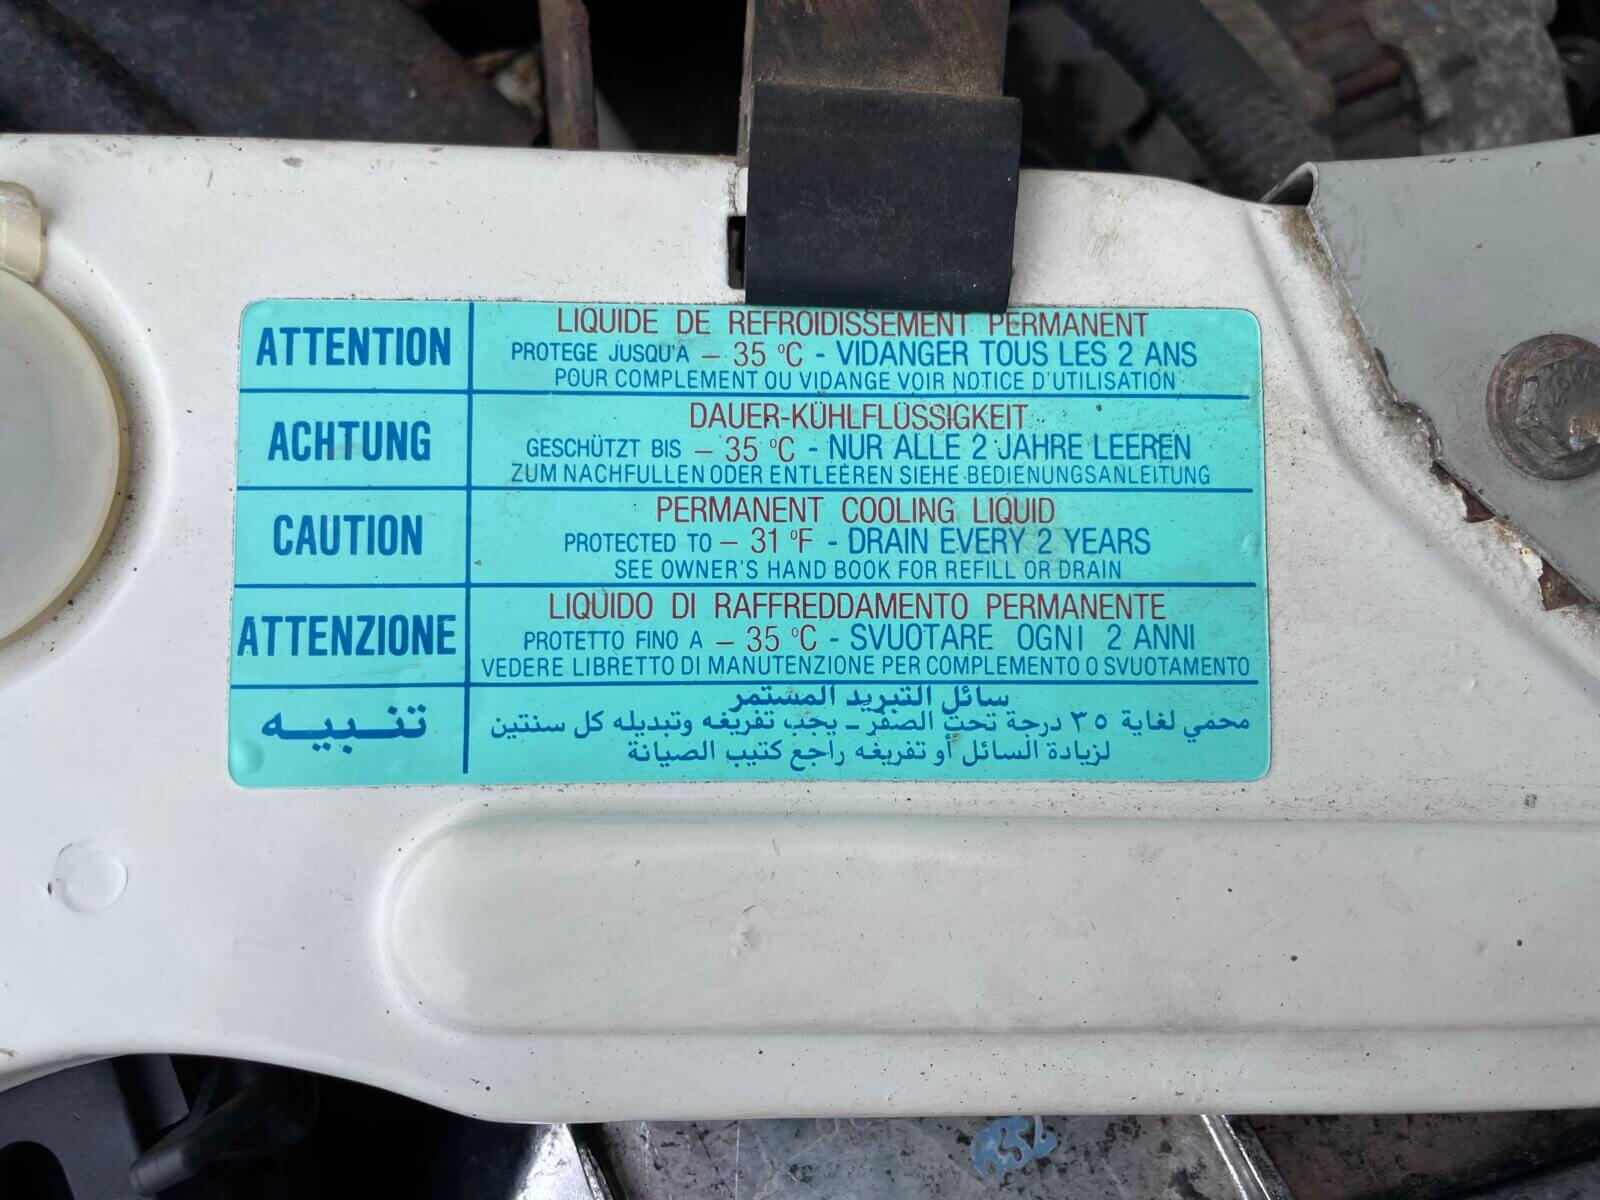 ATTENTION
LIQUIDE DE REFROIDISSEMENT PERMANENT
PROTEGE JUSQU'A – 35 °C - VIDANGER TOUS LES 2 ANS
POUR COMPLEMENT OU VIDANGE VOIR NOTICE D'UTILISATION
ACHTUNG
DAUER-KÜHLFLÜSSIGKEIT
GESCHÜTZT BIS – 35 °C - NUR ALLE 2 JAHRE LEEREN
ZUM NACHFULLEN ODER ENTLEEREN SIEHE BEDIENUNGSANLEITUNG
CAUTION
PERMANENT COOLING LIQUID
PROTECTED TO – 31 °F - DRAIN EVERY 2 YEARS
SEE OWNER'S HAND BOOK FOR REFILL OR DRAIN
ATTENZIONE
LIQUIDO DI RAFFREDDAMENTO PERMANENTE
PROTETTO FINO A – 35 °C - SVUOTARE OGNI 2 ANNI
VEDERE LIBRETTO DI MANUTENZIONE PER COMPLEMENTO O SVUOTAMENTO
تنبيه
سائل التبريد المستمر
محمي لغاية ٣٥ درجة تحت الصفر – يجب تفريغه وتبديله كل سنتين
لزيادة السائل أو تفريغه راجع كتيب الصيانة